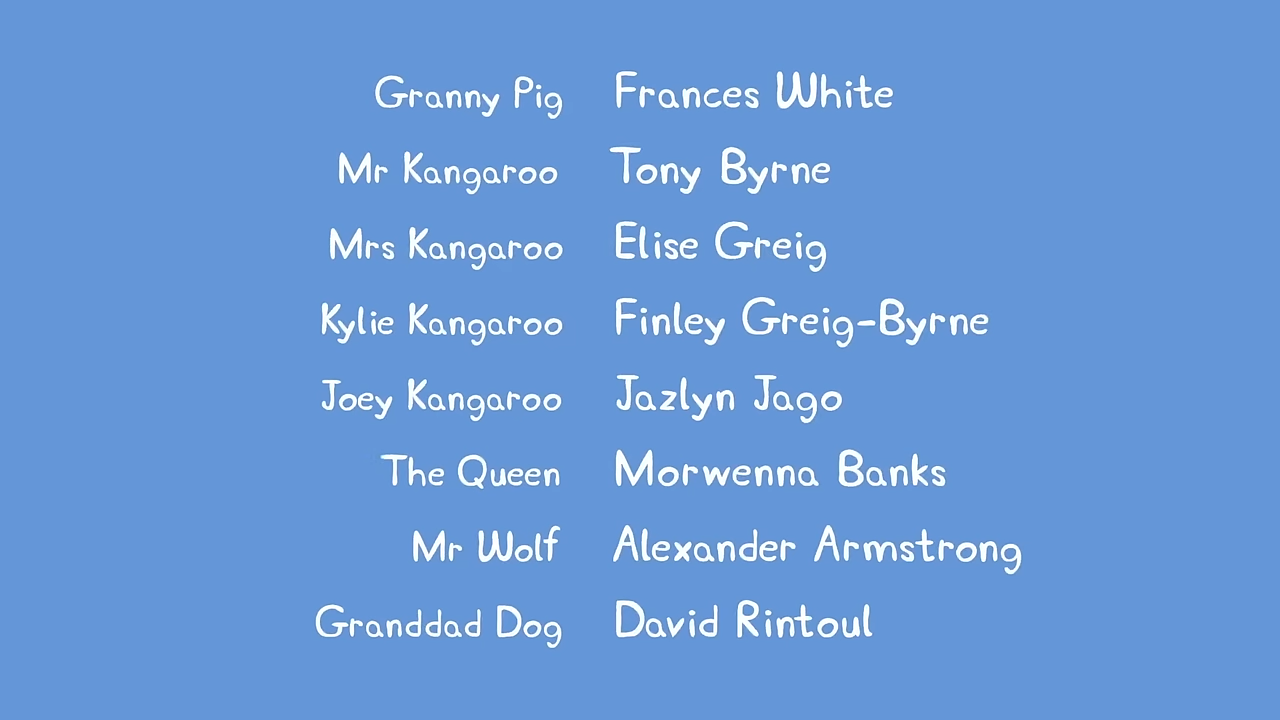 Granny Pig Frances White
Mr Kangaroo Tony Byrne
Mrs Kangaroo Elise Greig
Kylie Kangaroo Finley Greig-Byrne
Joey Kangaroo Jazlyn Jago
The Queen Morwenna Banks
Mr Wolf Alexander Armstrong
Granddad Dog David Rintoul